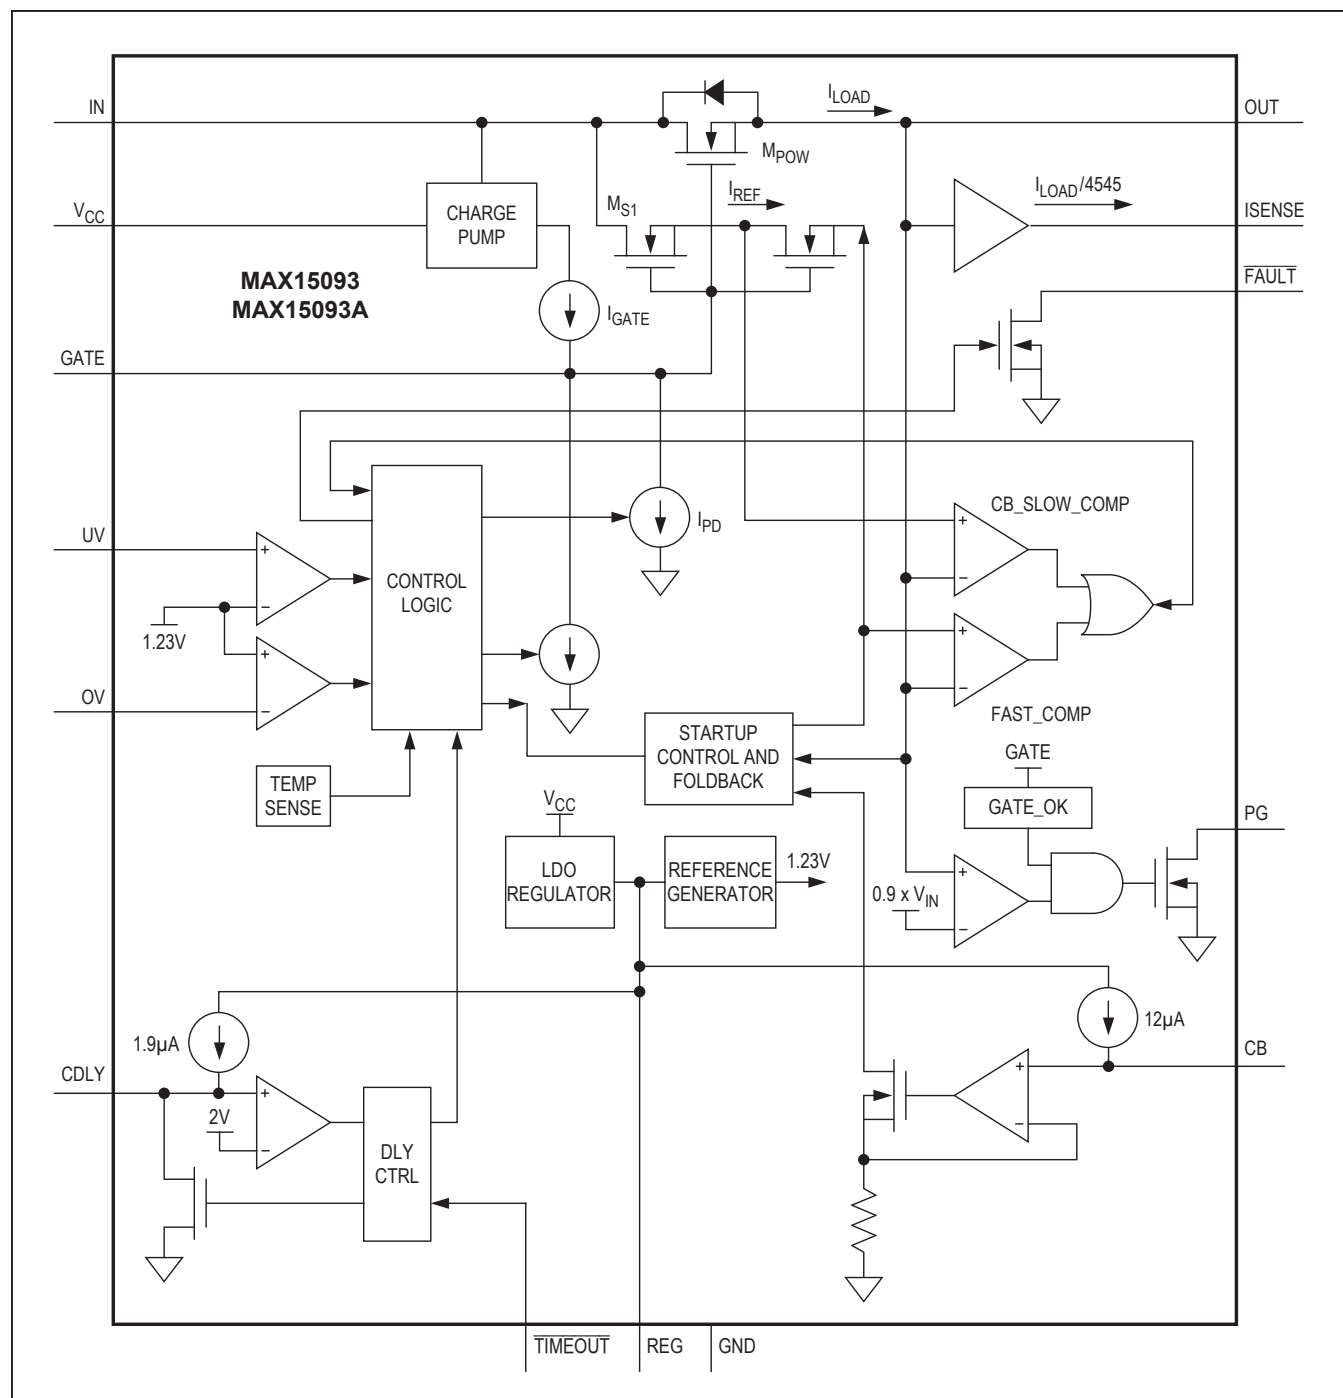 IN
I_LOAD
OUT
M_POW
I_LOAD/4545
I_REF
M_S1
V_CC
CHARGE
PUMP
ISENSE
MAX15093
MAX15093A
FAULT
I_GATE
GATE
CB_SLOW_COMP
I_PD
UV
CONTROL
LOGIC
1.23V
OV
FAST_COMP
STARTUP
CONTROL AND
FOLDBACK
GATE
TEMP
SENSE
V_CC
GATE_OK
PG
LDO
REGULATOR
REFERENCE
GENERATOR
1.23V
0.9 x V_IN
1.9µA
12µA
CDLY
CB
2V
DLY
CTRL
TIMEOUT
REG
GND
+
−
+
−
+
−
+
−
+
−
+
−
+
−